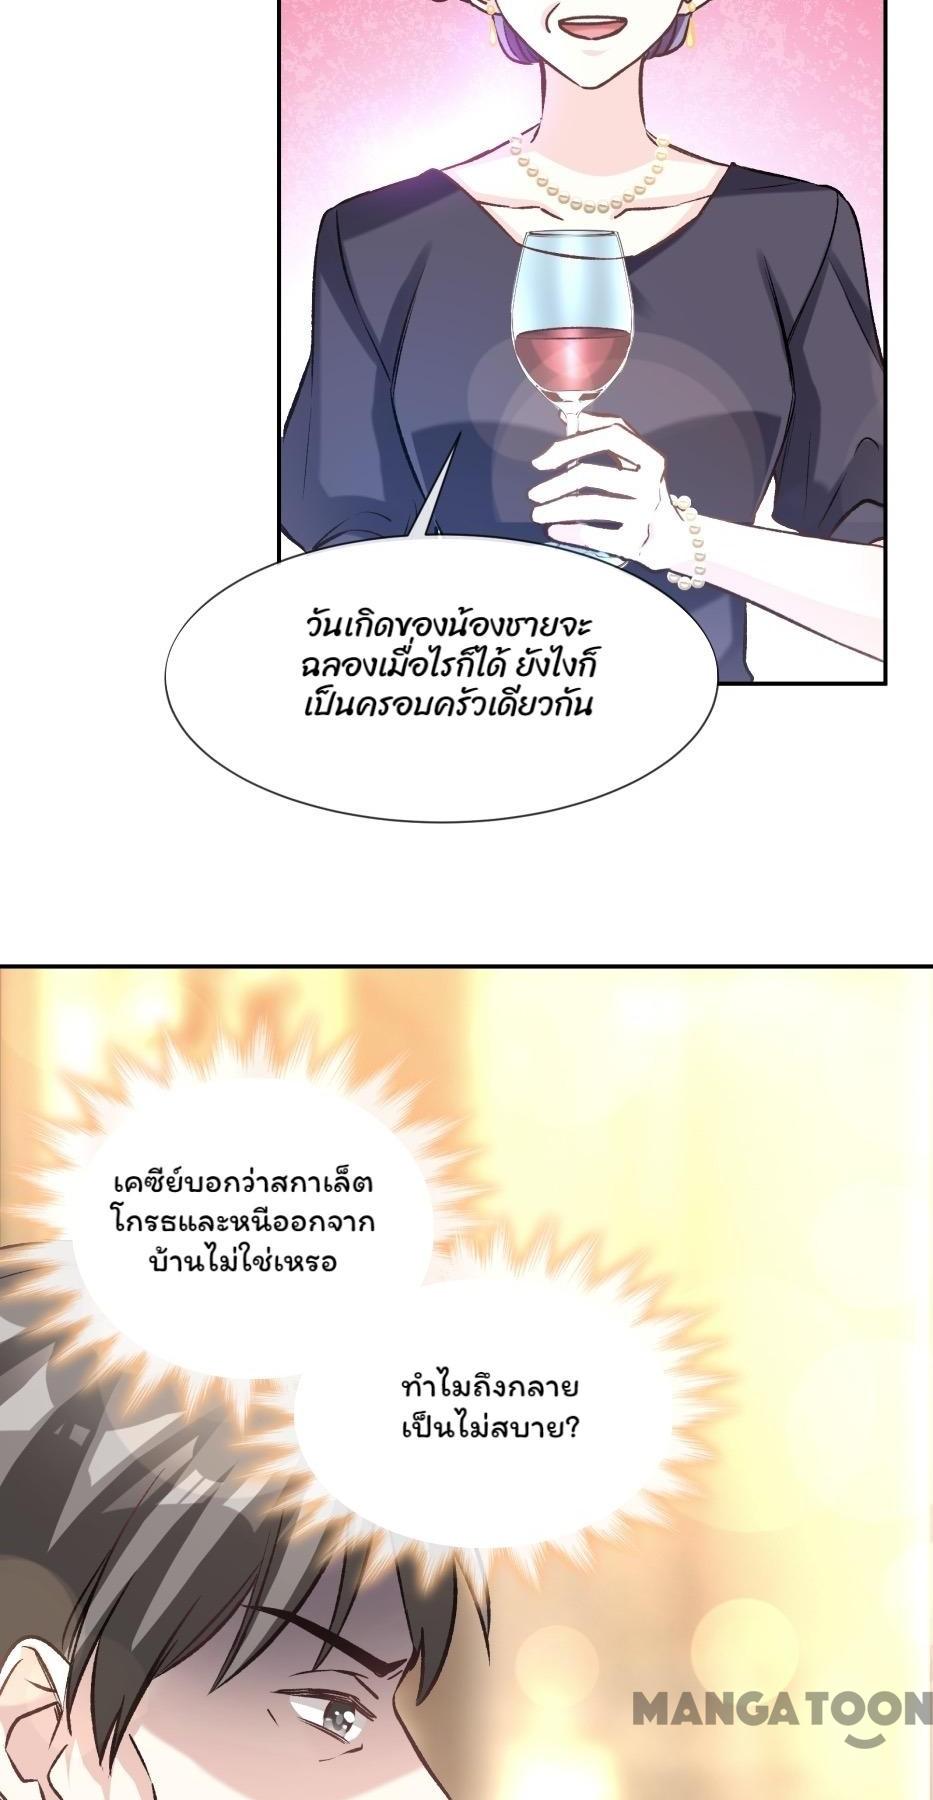 วันเกิดของน้องชายจะ
ฉลองเมื่อไรก็ได้ ยังไงก็
เป็นครอบครัวเดียวกัน
เคซีย์บอกว่าสกาเล็ต
โกรธและหนีออกจาก
บ้านไม่ใช่เหรอ
ทำไมถึงกลาย
เป็นไม่สบาย?
MANGATOON